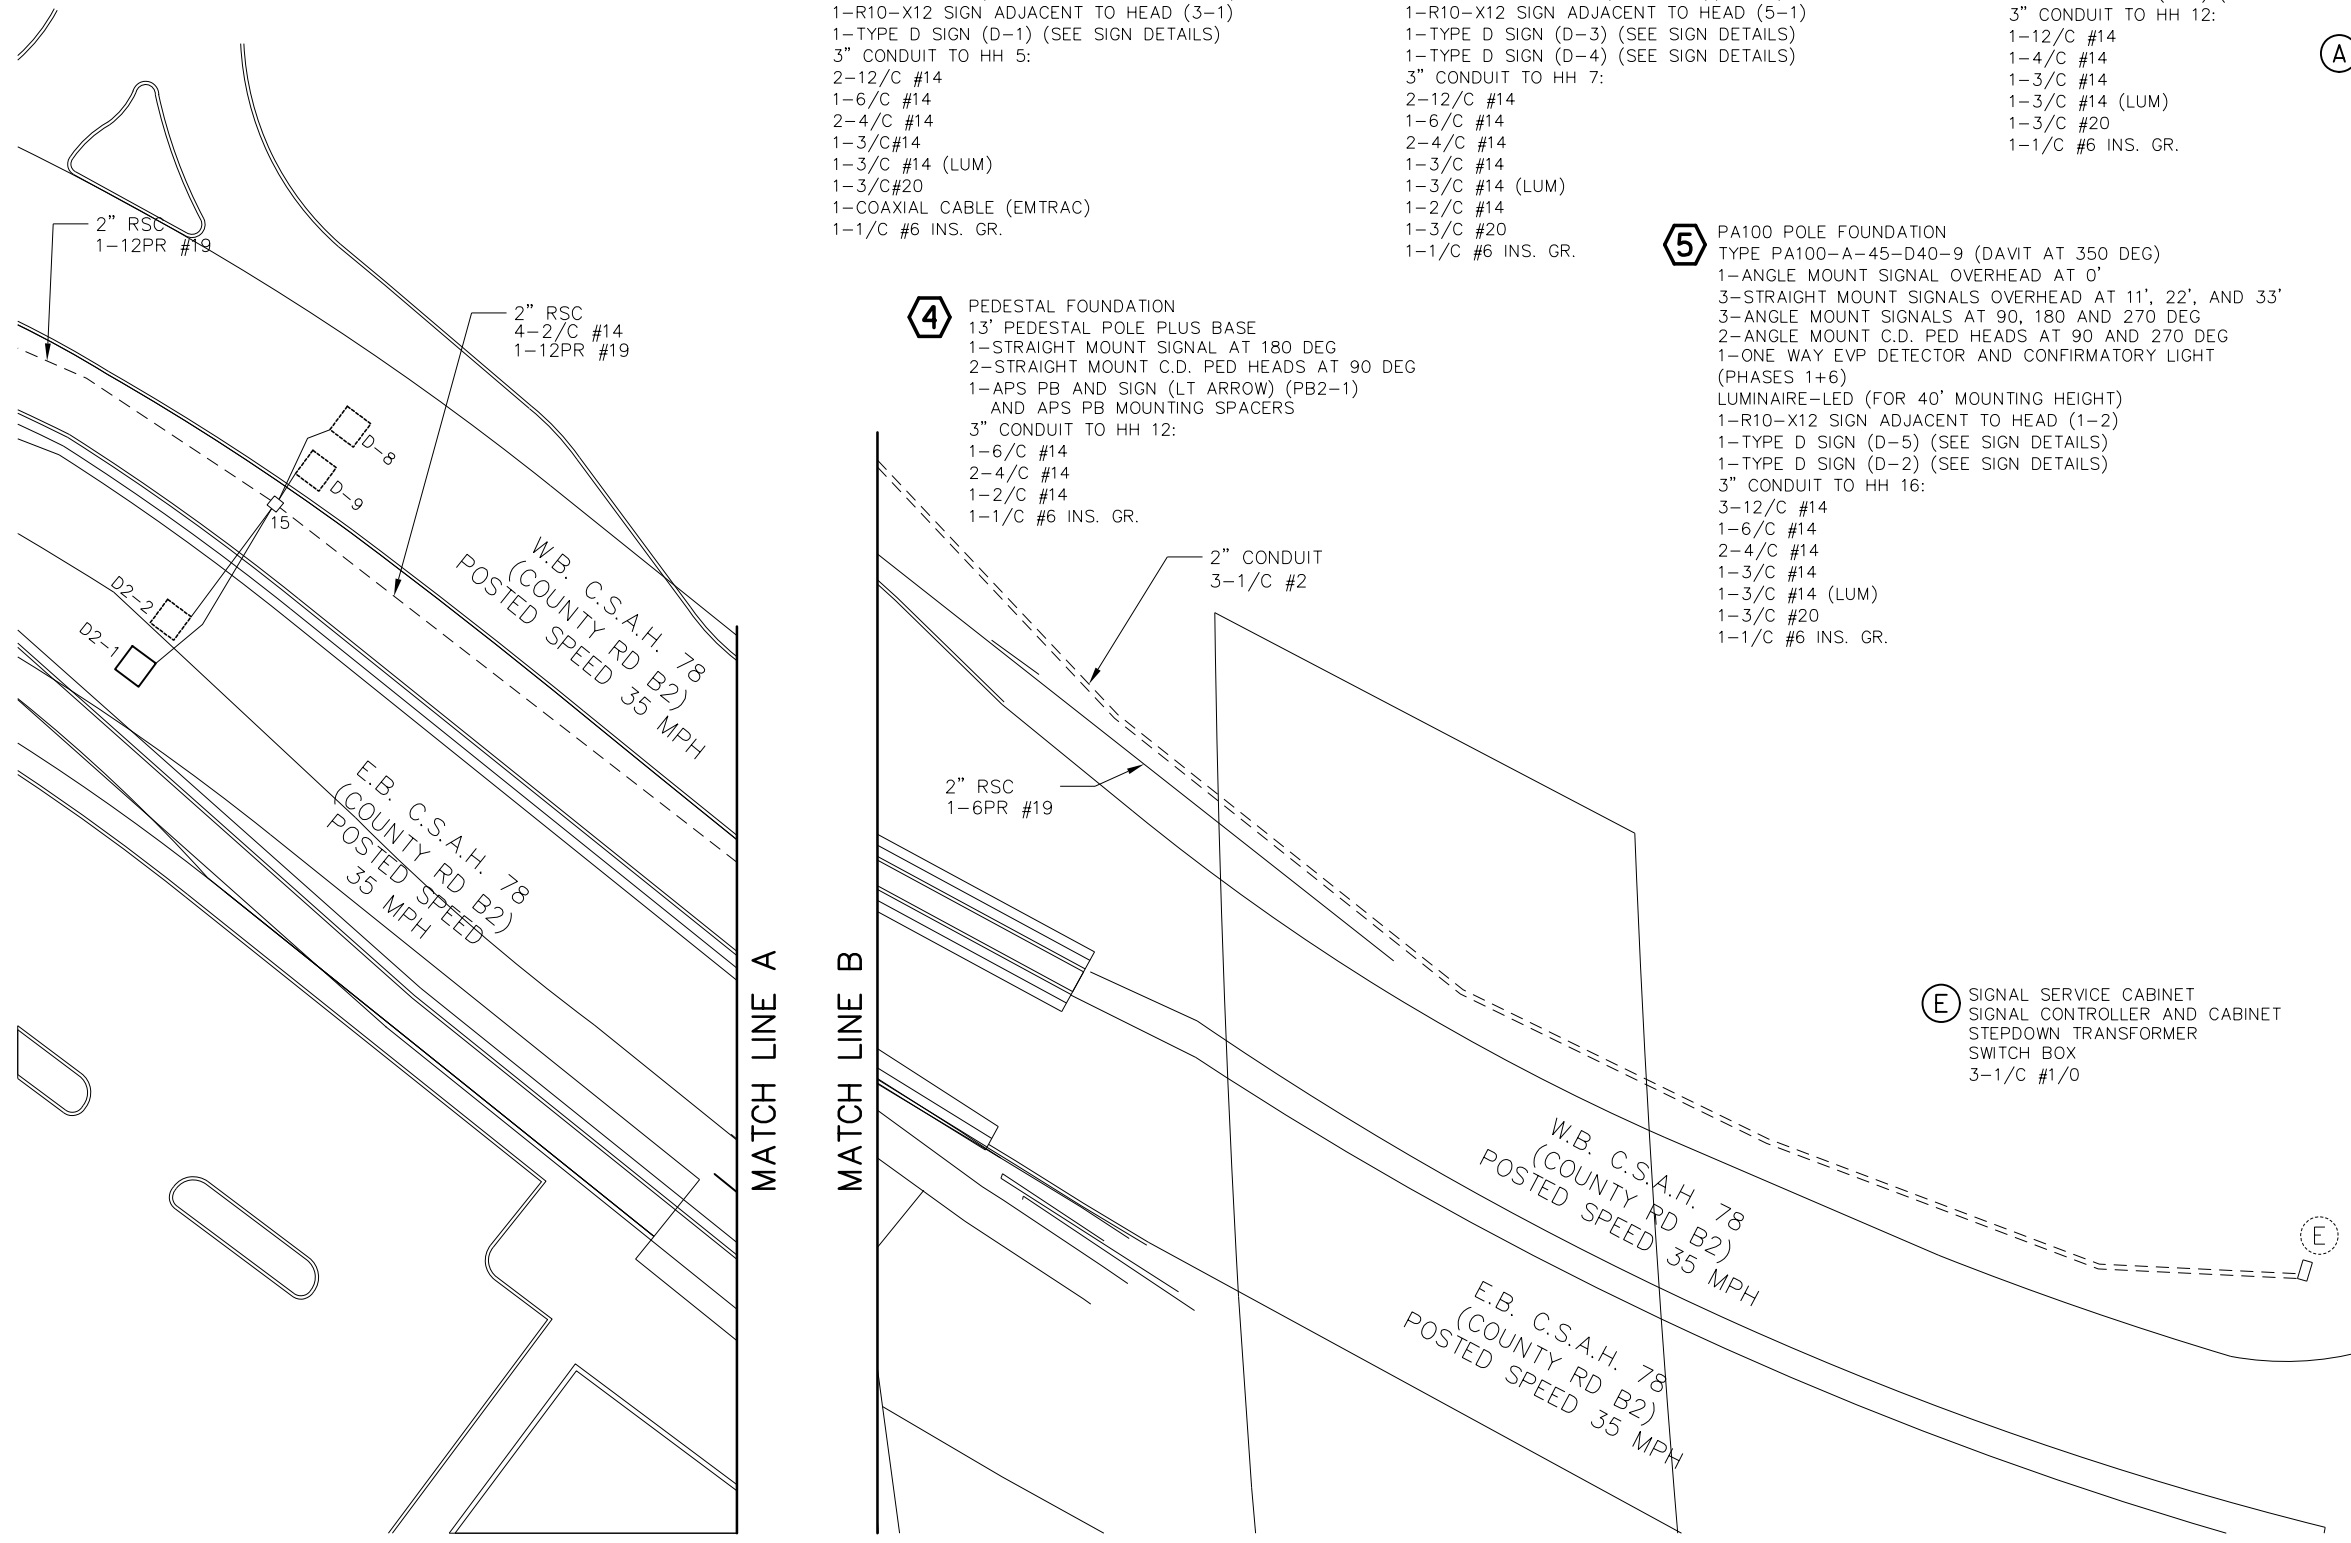 1-R10-X12 SIGN ADJACENT TO HEAD (3-1)
1-TYPE D SIGN (D-1) (SEE SIGN DETAILS)
3" CONDUIT TO HH 5:
2-12/C #14
1-6/C #14
2-4/C #14
1-3/C#14
1-3/C #14 (LUM)
1-3/C#20
1-COAXIAL CABLE (EMTRAC)
1-1/C #6 INS. GR.
1-R10-X12 SIGN ADJACENT TO HEAD (5-1)
1-TYPE D SIGN (D-3) (SEE SIGN DETAILS)
1-TYPE D SIGN (D-4) (SEE SIGN DETAILS)
3" CONDUIT TO HH 7:
2-12/C #14
1-6/C #14
2-4/C #14
1-3/C #14
1-3/C #14 (LUM)
1-2/C #14
1-3/C #20
1-1/C #6 INS. GR.
3" CONDUIT TO HH 12:
1-12/C #14
1-4/C #14
1-3/C #14
1-3/C #14 (LUM)
1-3/C #20
1-1/C #6 INS. GR.
A
2" RSC
1-12PR #19
2" RSC
4-2/C #14
1-12PR #19
4
PEDESTAL FOUNDATION
13' PEDESTAL POLE PLUS BASE
1-STRAIGHT MOUNT SIGNAL AT 180 DEG
2-STRAIGHT MOUNT C.D. PED HEADS AT 90 DEG
1-APS PB AND SIGN (LT ARROW) (PB2-1)
AND APS PB MOUNTING SPACERS
3" CONDUIT TO HH 12:
1-6/C #14
2-4/C #14
1-2/C #14
1-1/C #6 INS. GR.
5
PA100 POLE FOUNDATION
TYPE PA100-A-45-D40-9 (DAVIT AT 350 DEG)
1-ANGLE MOUNT SIGNAL OVERHEAD AT 0'
3-STRAIGHT MOUNT SIGNALS OVERHEAD AT 11', 22', AND 33'
3-ANGLE MOUNT SIGNALS AT 90, 180 AND 270 DEG
2-ANGLE MOUNT C.D. PED HEADS AT 90 AND 270 DEG
1-ONE WAY EVP DETECTOR AND CONFIRMATORY LIGHT
(PHASES 1+6)
LUMINAIRE-LED (FOR 40' MOUNTING HEIGHT)
1-R10-X12 SIGN ADJACENT TO HEAD (1-2)
1-TYPE D SIGN (D-5) (SEE SIGN DETAILS)
1-TYPE D SIGN (D-2) (SEE SIGN DETAILS)
3" CONDUIT TO HH 16:
3-12/C #14
1-6/C #14
2-4/C #14
1-3/C #14
1-3/C #14 (LUM)
1-3/C #20
1-1/C #6 INS. GR.
D-8
D-9
15
D2-2
D2-1
W.B. C.S.A.H. 78
(COUNTY RD B2)
POSTED SPEED 35 MPH
E.B. C.S.A.H. 78
(COUNTY RD B2)
POSTED SPEED
35 MPH
MATCH LINE A
MATCH LINE B
2" CONDUIT
3-1/C #2
2" RSC
1-6PR #19
E
SIGNAL SERVICE CABINET
SIGNAL CONTROLLER AND CABINET
STEPDOWN TRANSFORMER
SWITCH BOX
3-1/C #1/0
W.B. C.S.A.H. 78
(COUNTY RD B2)
POSTED SPEED 35 MPH
E.B. C.S.A.H. 78
(COUNTY RD B2)
POSTED SPEED 35 MPH
E